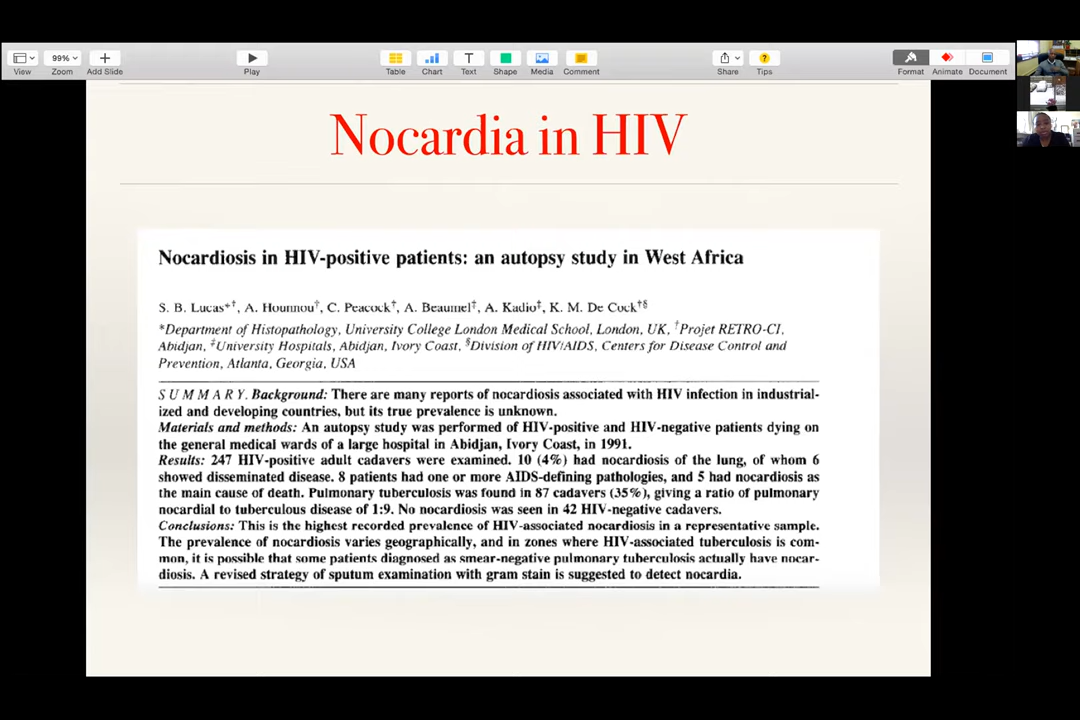 View
99%
Zoom
Add Slide
Play
Table
Chart
T
Text
Shape
Media
Comment
Share
?
Tips
Format
Animate
Document
Nocardia in HIV
Nocardiosis in HIV-positive patients: an autopsy study in West Africa
S. B. Lucas*†, A. Hounnou†, C. Peacock†, A. Beaumel‡, A. Kadio‡, K. M. De Cock†§
*Department of Histopathology, University College London Medical School, London, UK, †Projet RETRO-CI,
Abidjan, ‡University Hospitals, Abidjan, Ivory Coast, §Division of HIV/AIDS, Centers for Disease Control and
Prevention, Atlanta, Georgia, USA
SUMMARY. Background: There are many reports of nocardiosis associated with HIV infection in industrial-
ized and developing countries, but its true prevalence is unknown.
Materials and methods: An autopsy study was performed of HIV-positive and HIV-negative patients dying on
the general medical wards of a large hospital in Abidjan, Ivory Coast, in 1991.
Results: 247 HIV-positive adult cadavers were examined. 10 (4%) had nocardiosis of the lung, of whom 6
showed disseminated disease. 8 patients had one or more AIDS-defining pathologies, and 5 had nocardiosis as
the main cause of death. Pulmonary tuberculosis was found in 87 cadavers (35%), giving a ratio of pulmonary
nocardial to tuberculous disease of 1:9. No nocardiosis was seen in 42 HIV-negative cadavers.
Conclusions: This is the highest recorded prevalence of HIV-associated nocardiosis in a representative sample.
The prevalence of nocardiosis varies geographically, and in zones where HIV-associated tuberculosis is com-
mon, it is possible that some patients diagnosed as smear-negative pulmonary tuberculosis actually have nocar-
diosis. A revised strategy of sputum examination with gram stain is suggested to detect nocardia.